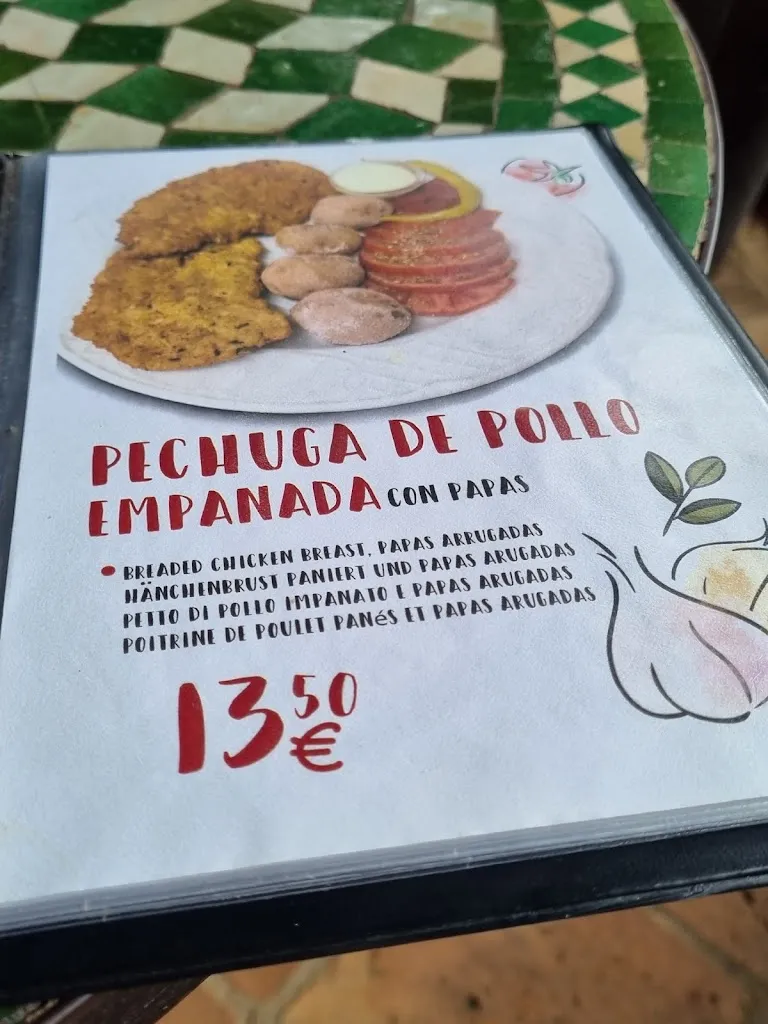 PECHUGA DE POLLO
EMPANADA CON PAPAS
BREADED CHICKEN BREAST, PAPAS ARRUGADAS
HÄNCHENBRUST PANIERT UND PAPAS ARUGADAS
PETTO DI POLLO IMPANATO E PAPAS ARUGADAS
POITRINE DE POULET PANéS ET PAPAS ARUGADAS
13 50 €